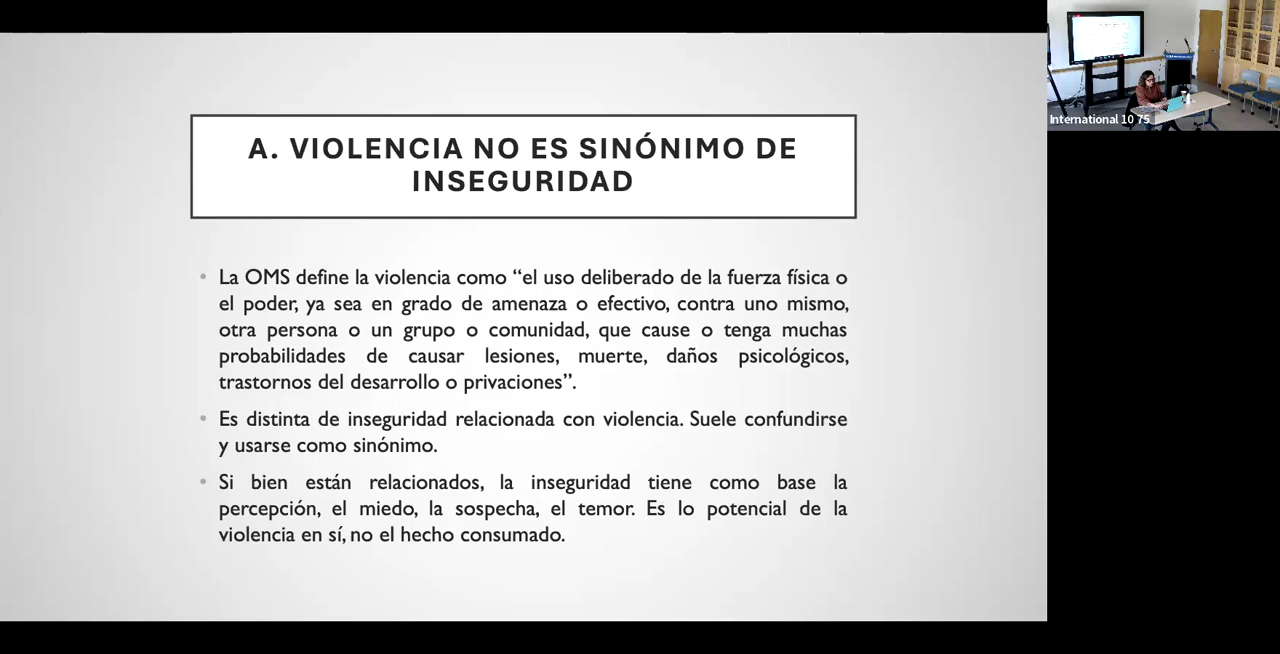 A. VIOLENCIA NO ES SINÓNIMO DE
INSEGURIDAD
• La OMS define la violencia como “el uso deliberado de la fuerza física o
el poder, ya sea en grado de amenaza o efectivo, contra uno mismo,
otra persona o un grupo o comunidad, que cause o tenga muchas
probabilidades de causar lesiones, muerte, daños psicológicos,
trastornos del desarrollo o privaciones”.
• Es distinta de inseguridad relacionada con violencia. Suele confundirse
y usarse como sinónimo.
• Si bien están relacionados, la inseguridad tiene como base la
percepción, el miedo, la sospecha, el temor. Es lo potencial de la
violencia en sí, no el hecho consumado.
International 10 75